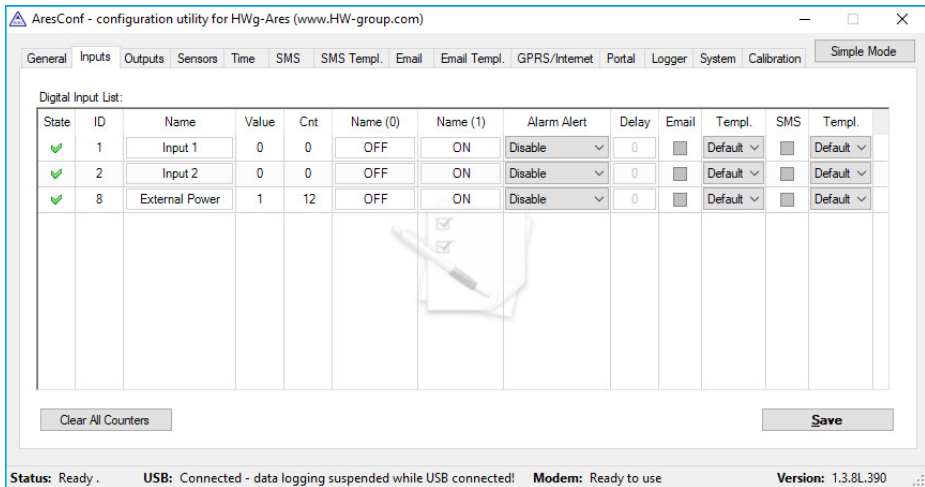 AresConf - configuration utility for HWg-Ares (www.HW-group.com)
General Inputs Outputs Sensors Time SMS SMS Templ. Email Email Templ. GPRS/Internet Portal Logger System Calibration Simple Mode
Digital Input List:
State ID Name Value Cnt Name (0) Name (1) Alarm Alert Delay Email Templ. SMS Templ.
1 Input 1 0 0 OFF ON Disable 0 Default Default
2 Input 2 0 0 OFF ON Disable 0 Default Default
8 External Power 1 12 OFF ON Disable 0 Default Default
Clear All Counters Save
Status: Ready . USB: Connected - data logging suspended while USB connected! Modem: Ready to use Version: 1.3.8L.390